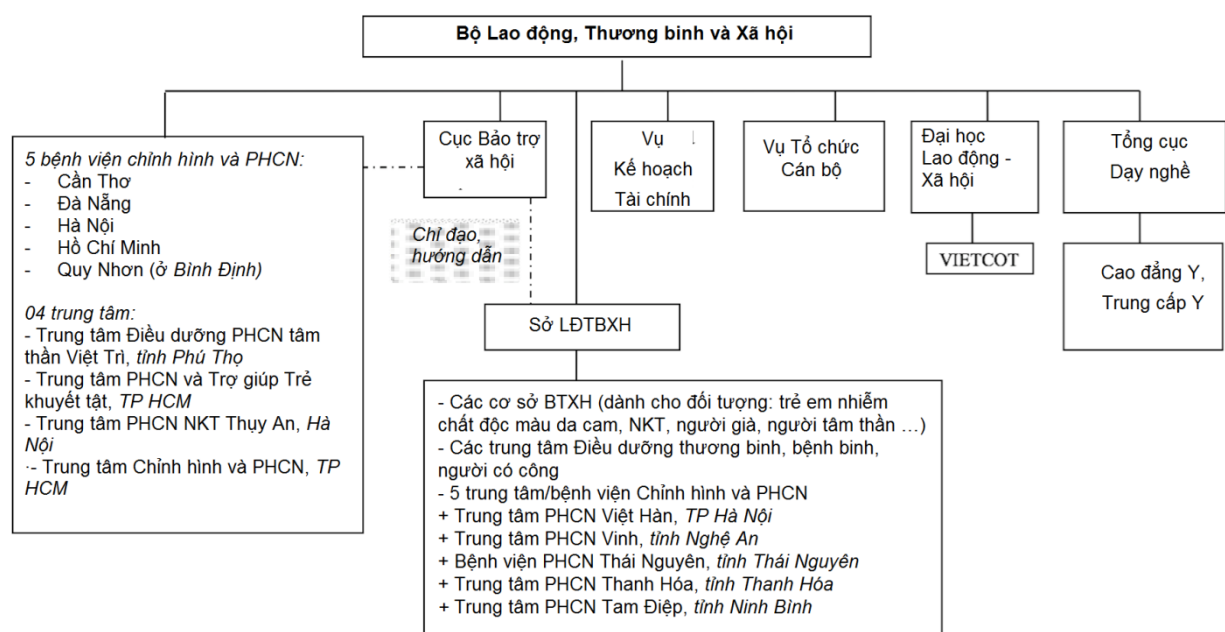 Bộ Lao động, Thương binh và Xã hội
5 bệnh viện chỉnh hình và PHCN:
- Cần Thơ
- Đà Nẵng
- Hà Nội
- Hồ Chí Minh
- Quy Nhơn (ở Bình Định)
04 trung tâm:
- Trung tâm Điều dưỡng PHCN tâm
thần Việt Trì, tỉnh Phú Thọ
- Trung tâm PHCN và Trợ giúp Trẻ
khuyết tật, TP HCM
- Trung tâm PHCN NKT Thụy An, Hà
Nội
- Trung tâm Chỉnh hình và PHCN, TP
HCM
Cục Bảo trợ
xã hội
Chỉ đạo,
hướng dẫn
Vụ
Kế hoạch
Tài chính
Vụ Tổ chức
Cán bộ
Đại học
Lao động -
Xã hội
VIETCOT
Tổng cục
Dạy nghề
Cao đẳng Y,
Trung cấp Y
Sở LĐTBXH
- Các cơ sở BTXH (dành cho đối tượng: trẻ em nhiễm
chất độc màu da cam, NKT, người già, người tâm thần ...)
- Các trung tâm Điều dưỡng thương binh, bệnh binh,
người có công
- 5 trung tâm/bệnh viện Chỉnh hình và PHCN
+ Trung tâm PHCN Việt Hàn, TP Hà Nội
+ Trung tâm PHCN Vinh, tỉnh Nghệ An
+ Bệnh viện PHCN Thái Nguyên, tỉnh Thái Nguyên
+ Trung tâm PHCN Thanh Hóa, tỉnh Thanh Hóa
+ Trung tâm PHCN Tam Điệp, tỉnh Ninh Bình